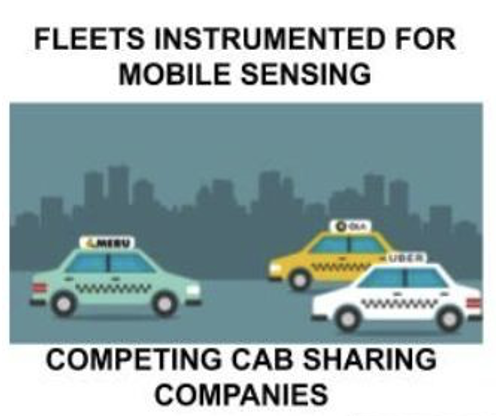 FLEETS INSTRUMENTED FOR
MOBILE SENSING
MERU
OLA
UBER
COMPETING CAB SHARING
COMPANIES